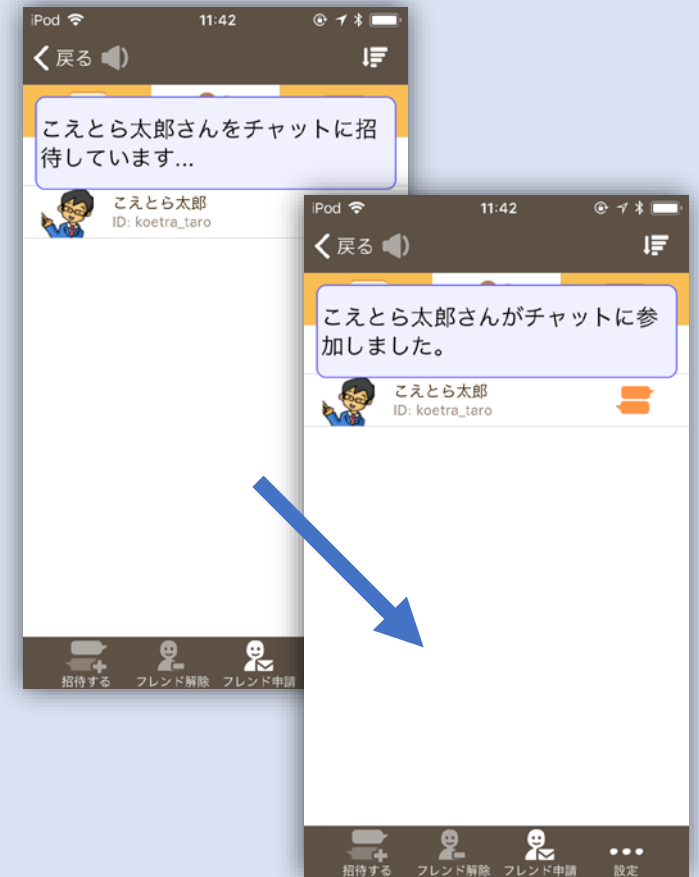 iPod 11:42
戻る
こえとら太郎さんをチャットに招
待しています...
こえとら太郎
ID: koetra_taro
招待する フレンド解除 フレンド申請
iPod 11:42
戻る
こえとら太郎さんがチャットに参
加しました。
こえとら太郎
ID: koetra_taro
招待する フレンド解除 フレンド申請 設定